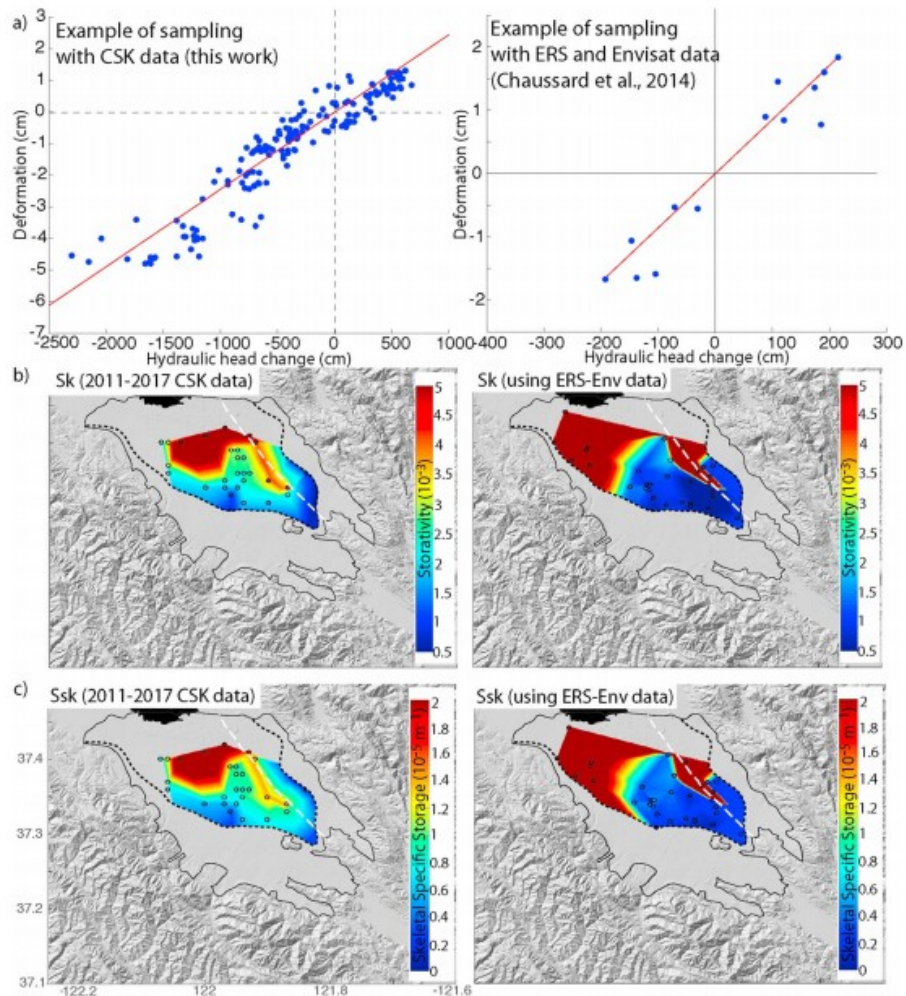 a)
Example of sampling
with CSK data (this work)
Example of sampling
with ERS and Envisat data
(Chaussard et al., 2014)
Deformation (cm)
3
2
1
0
-1
-2
-3
-4
-5
-6
-7
-2500 -2000 -1500 -1000 -500 0 500 1000
Hydraulic head change (cm)
Deformation (cm)
2
0
-2
-400 -300 -200 -100 0 100 200 300
Hydraulic head change (cm)
b)
Sk (2011-2017 CSK data)
5
4.5
4
3.5
3
2.5
2
1.5
1
0.5
Storativity (10⁻³)
Sk (using ERS-Env data)
5
4.5
4
3.5
3
2.5
2
1.5
1
0.5
Storativity (10⁻³)
c)
Ssk (2011-2017 CSK data)
2
1.8
1.6
1.4
1.2
1
0.8
0.6
0.4
0.2
0
Skeletal Specific Storage (10⁻⁵ m⁻¹)
37.4
37.3
37.2
37.1
-122.2 -122 -121.8 -121.6
Ssk (using ERS-Env data)
2
1.8
1.6
1.4
1.2
1
0.8
0.6
0.4
0.2
0
Skeletal Specific Storage (10⁻⁵ m⁻¹)